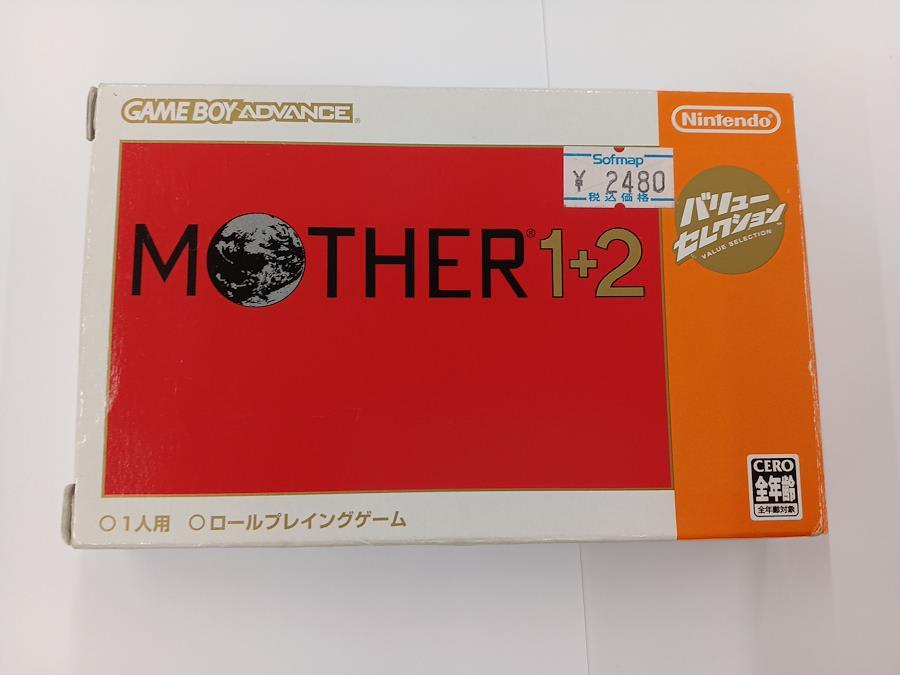 GAME BOY ADVANCE®
Nintendo®
Sofmap
¥ 2480
税込価格
バリュー
セレクション™
VALUE SELECTION
MOTHER®1+2
CERO
全年齢
全年齢対象
○1人用 ○ロールプレイングゲーム